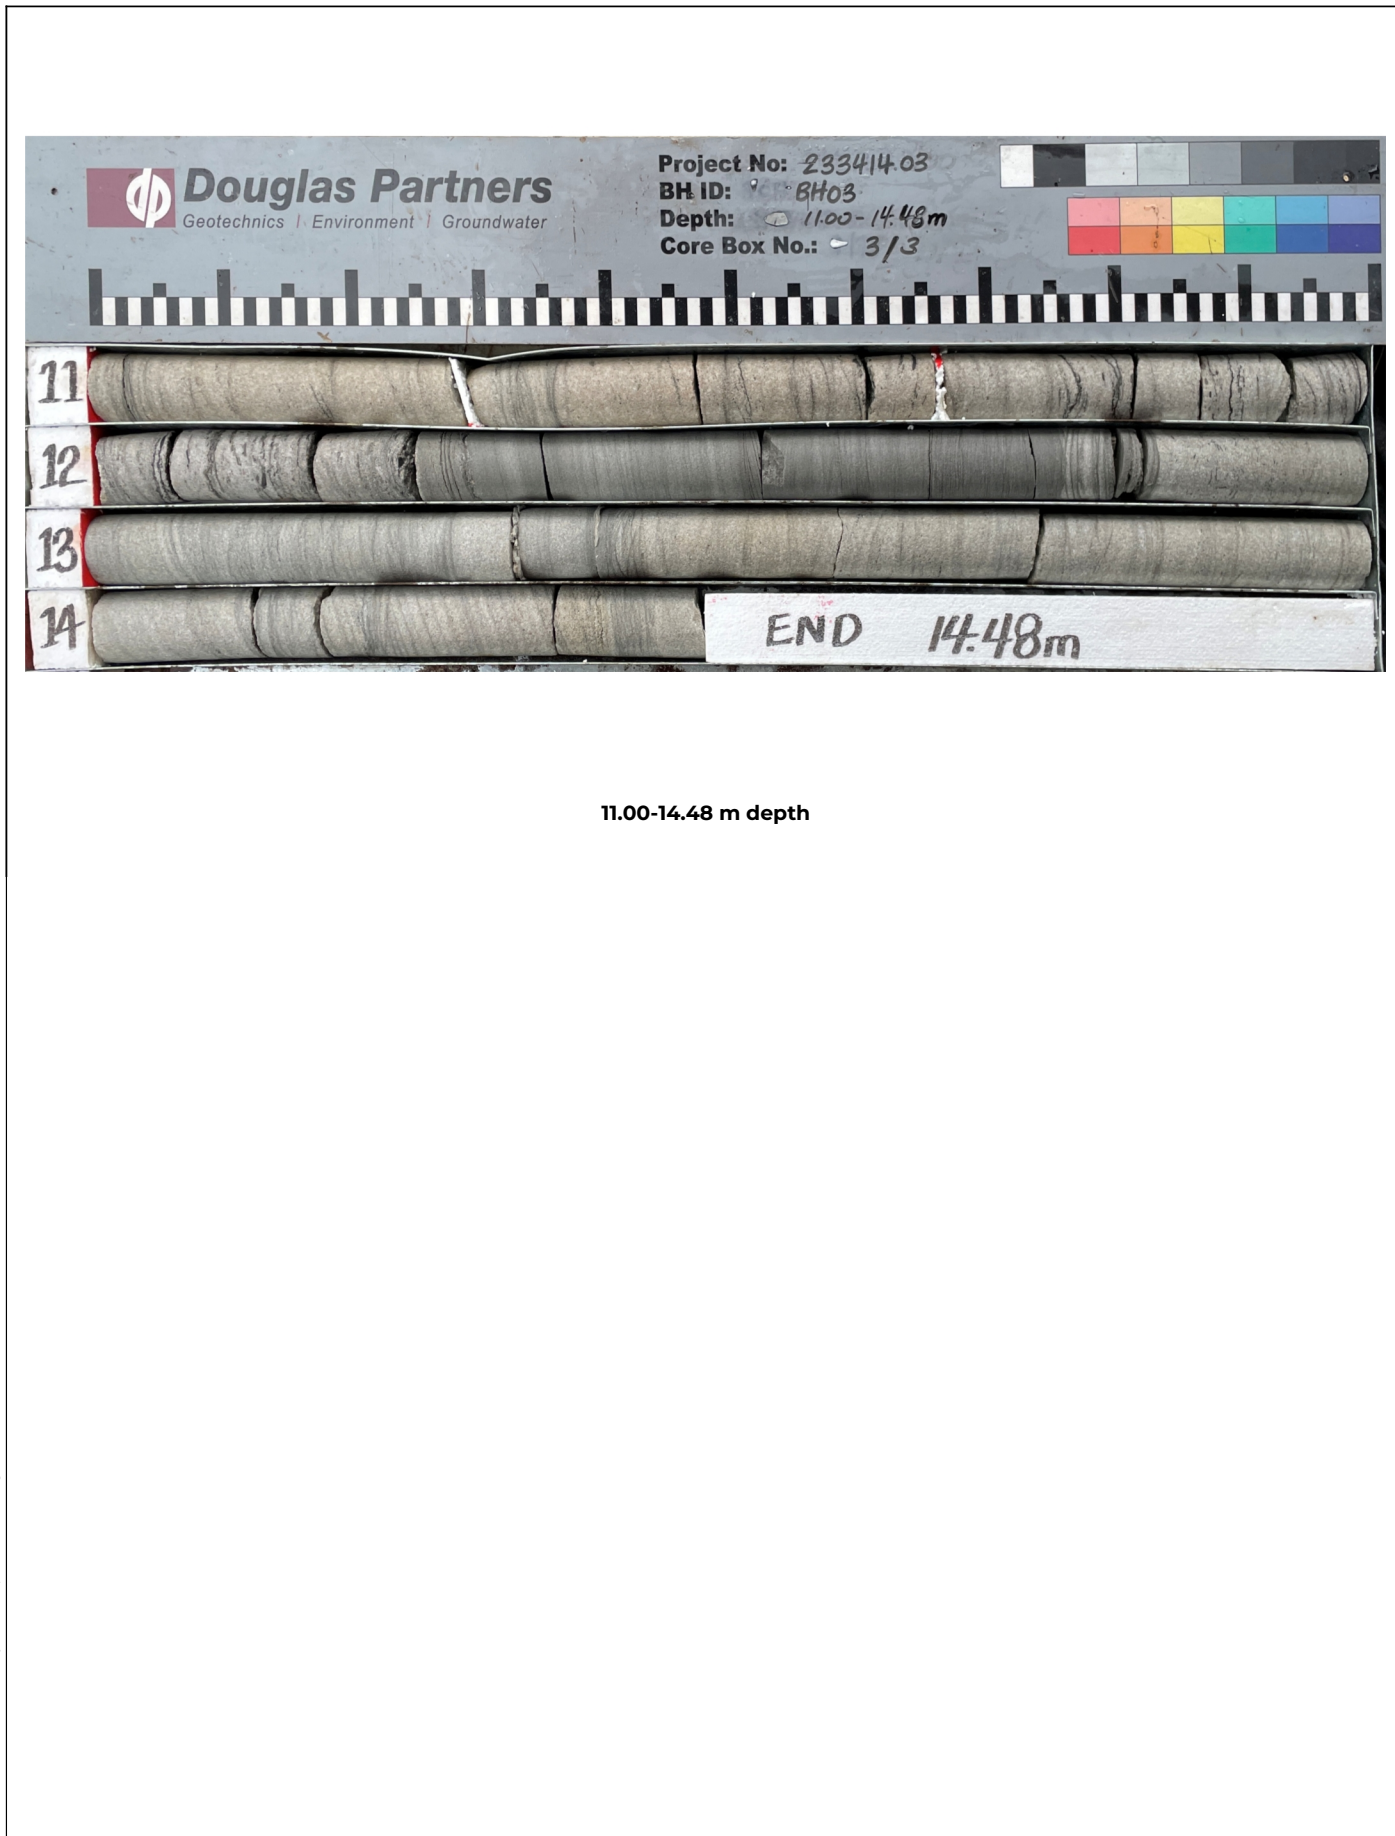 Douglas Partners
Geotechnics | Environment | Groundwater
Project No: 233414.03
BH ID: BH03
Depth: 11.00-14.48m
Core Box No.: 3/3
11
12
13
14
END 14.48m
11.00-14.48 m depth